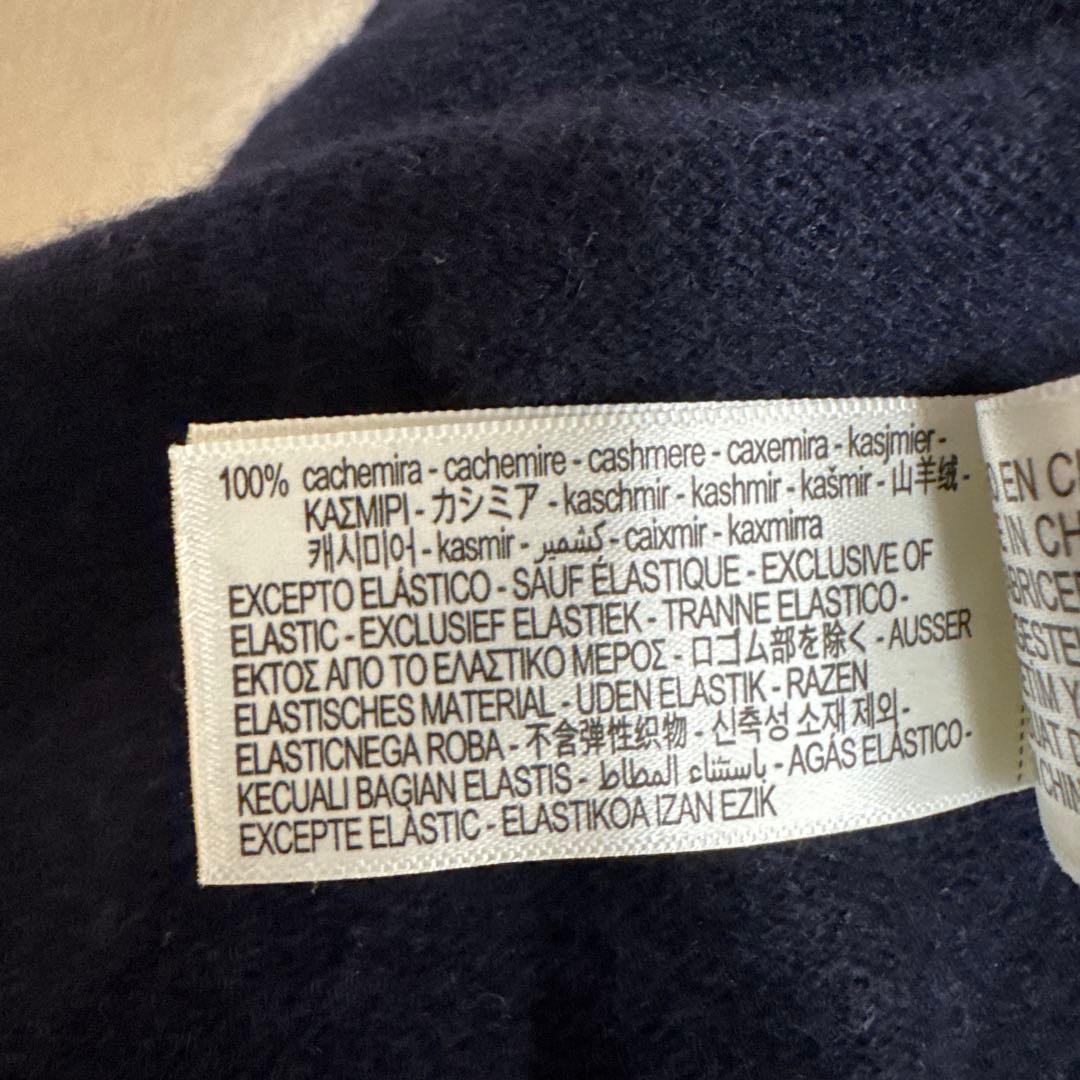 100% cachemira - cachemire - cashmere - caxemira - kasjmier -
ΚΑΣΜΙΡΙ - カシミア - kaschmir - kashmir - kašmir - 山羊绒 -
캐시미어 - kasmir - كشمير - caixmir - kaxmirra
EXCEPTO ELÁSTICO - SAUF ÉLASTIQUE - EXCLUSIVE OF
ELASTIC - EXCLUSIEF ELASTIEK - TRANNE ELASTICO -
ΕΚΤΟΣ ΑΠΟ ΤΟ ΕΛΑΣΤΙΚΟ ΜΕΡΟΣ - ロゴム部を除く - AUSSER
ELASTISCHES MATERIAL - UDEN ELASTIK - RAZEN
ELASTICNEGA ROBA - 不含弹性织物 - 신축성 소재 제외 -
KECUALI BAGIAN ELASTIS - باستثناء المطاط - AGÁS ELÁSTICO -
EXCEPTE ELÀSTIC - ELASTIKOA IZAN EZIK
EN
IN